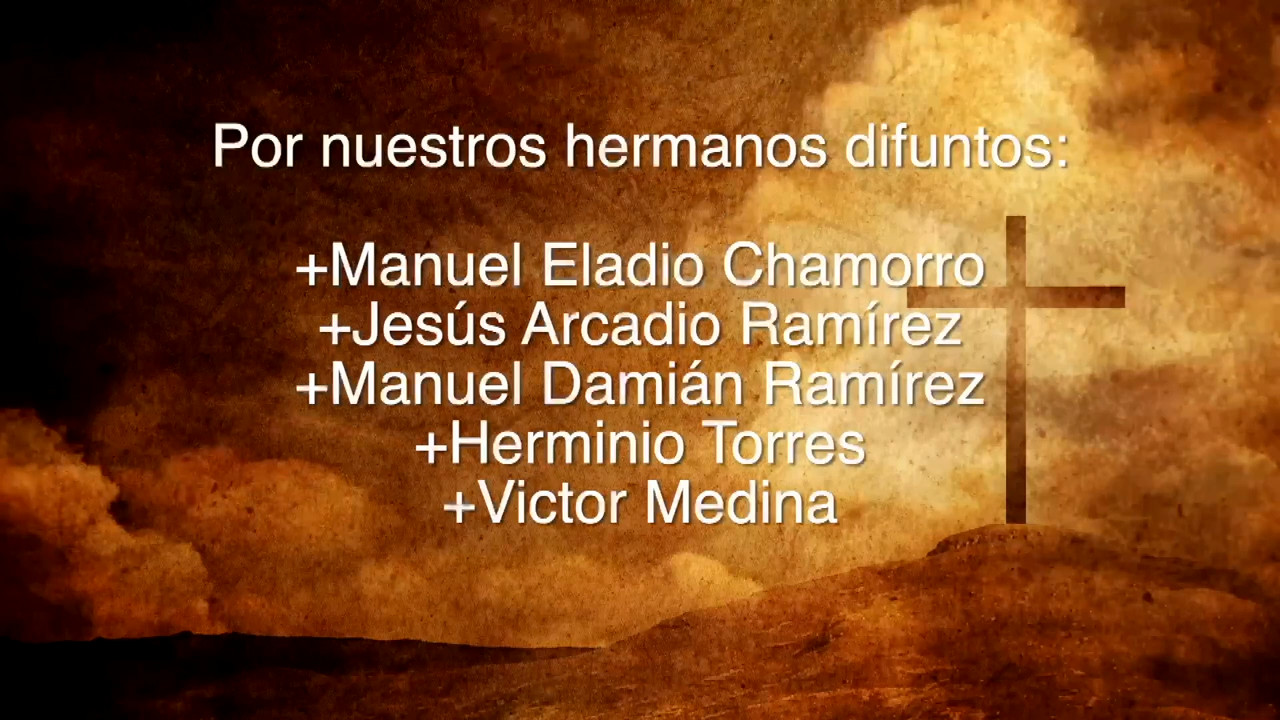 Por nuestros hermanos difuntos:
+Manuel Eladio Chamorro
+Jesús Arcadio Ramírez
+Manuel Damián Ramírez
+Herminio Torres
+Victor Medina